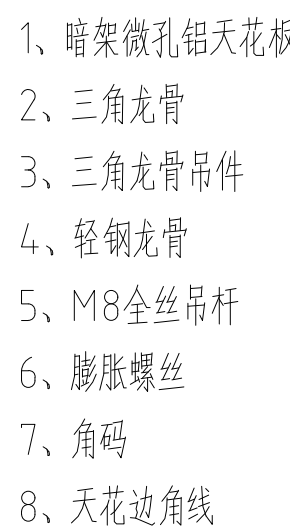 1、暗架微孔铝天花板
2、三角龙骨
3、三角龙骨吊件
4、轻钢龙骨
5、M8全丝吊杆
6、膨胀螺丝
7、角码
8、天花边角线